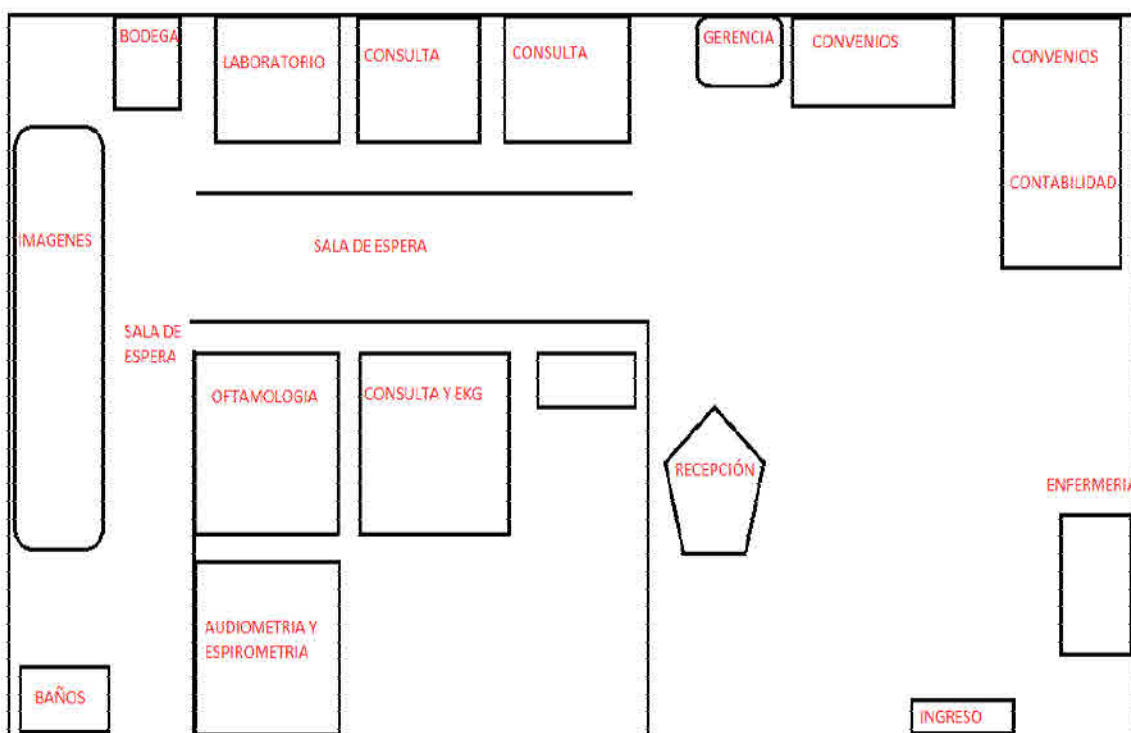 BODEGA
LABORATORIO
CONSULTA
CONSULTA
GERENCIA
CONVENIOS
CONVENIOS
CONTABILIDAD
IMAGENES
SALA DE ESPERA
SALA DE
ESPERA
OFTAMOLOGIA
CONSULTA Y EKG
RECEPCIÓN
ENFERMERIA
AUDIOMETRIA Y
ESPIROMETRIA
BAÑOS
INGRESO